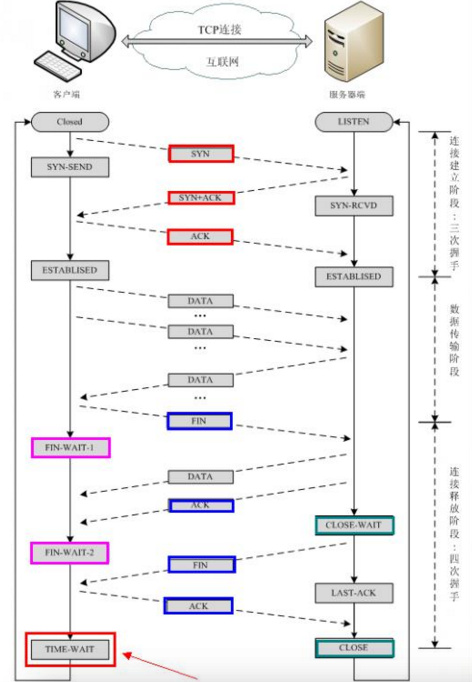 TCP连接
互联网
客户端
服务器端
Closed
LISTEN
SYN
SYN-SEND
SYN+ACK
SYN-RCVD
ACK
ESTABLISED
ESTABLISED
连接建立阶段：三次握手
DATA
...
DATA
...
DATA
...
数据传输阶段
FIN
FIN-WAIT-1
DATA
ACK
CLOSE-WAIT
FIN-WAIT-2
FIN
LAST-ACK
ACK
连接释放阶段：四次握手
TIME-WAIT
CLOSE